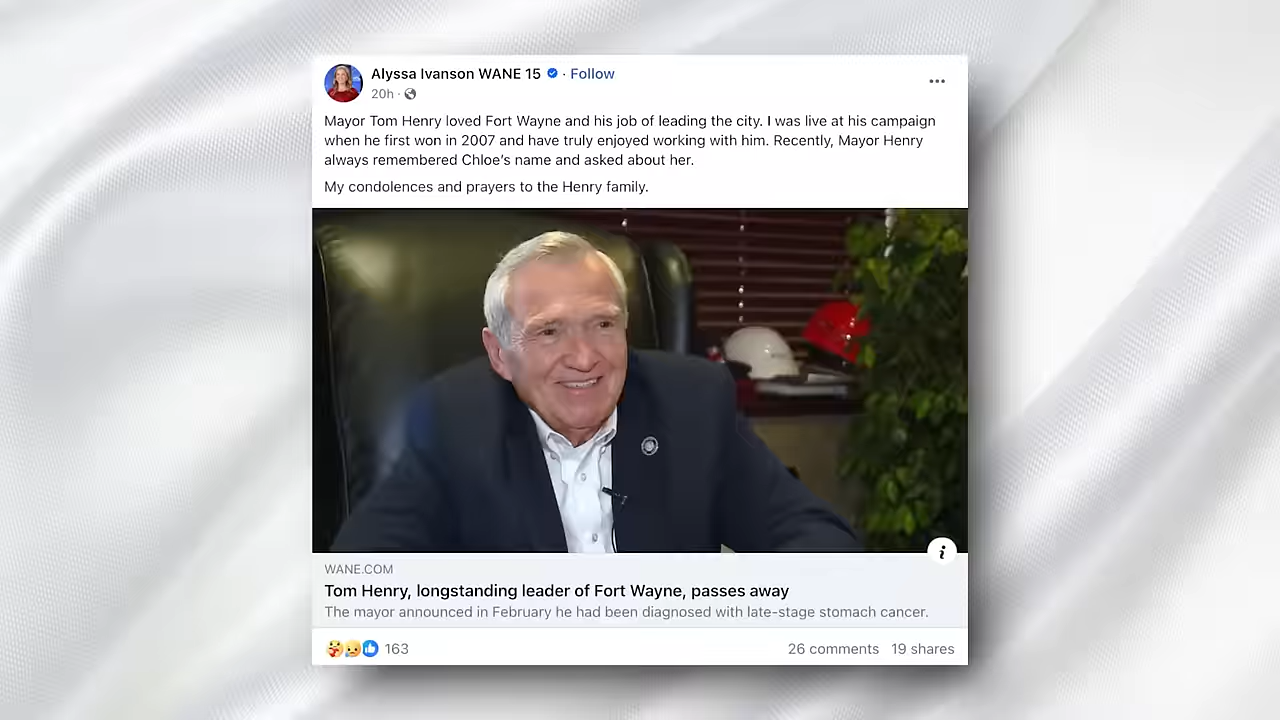 Alyssa Ivanson WANE 15 · Follow
20h ·
Mayor Tom Henry loved Fort Wayne and his job of leading the city. I was live at his campaign
when he first won in 2007 and have truly enjoyed working with him. Recently, Mayor Henry
always remembered Chloe's name and asked about her.
My condolences and prayers to the Henry family.
WANE.COM
Tom Henry, longstanding leader of Fort Wayne, passes away
The mayor announced in February he had been diagnosed with late-stage stomach cancer.
163
26 comments 19 shares